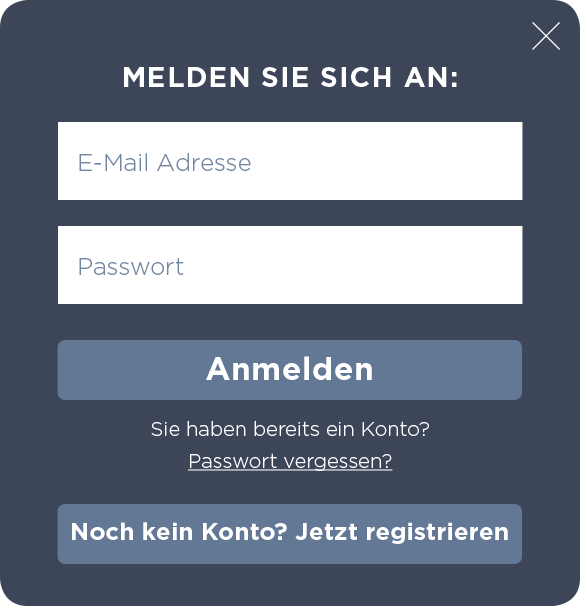 MELDEN SIE SICH AN:
E-Mail Adresse
Passwort
Anmelden
Sie haben bereits ein Konto?
Passwort vergessen?
Noch kein Konto? Jetzt registrieren